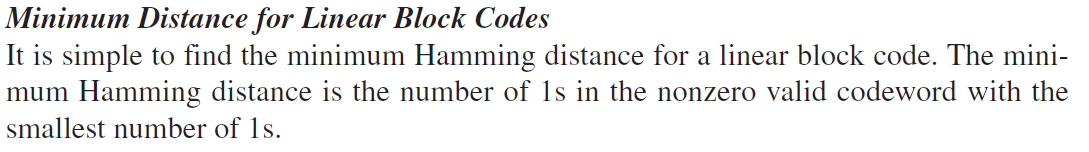 Minimum Distance for Linear Block Codes
It is simple to find the minimum Hamming distance for a linear block code. The mini-
mum Hamming distance is the number of 1s in the nonzero valid codeword with the
smallest number of 1s.